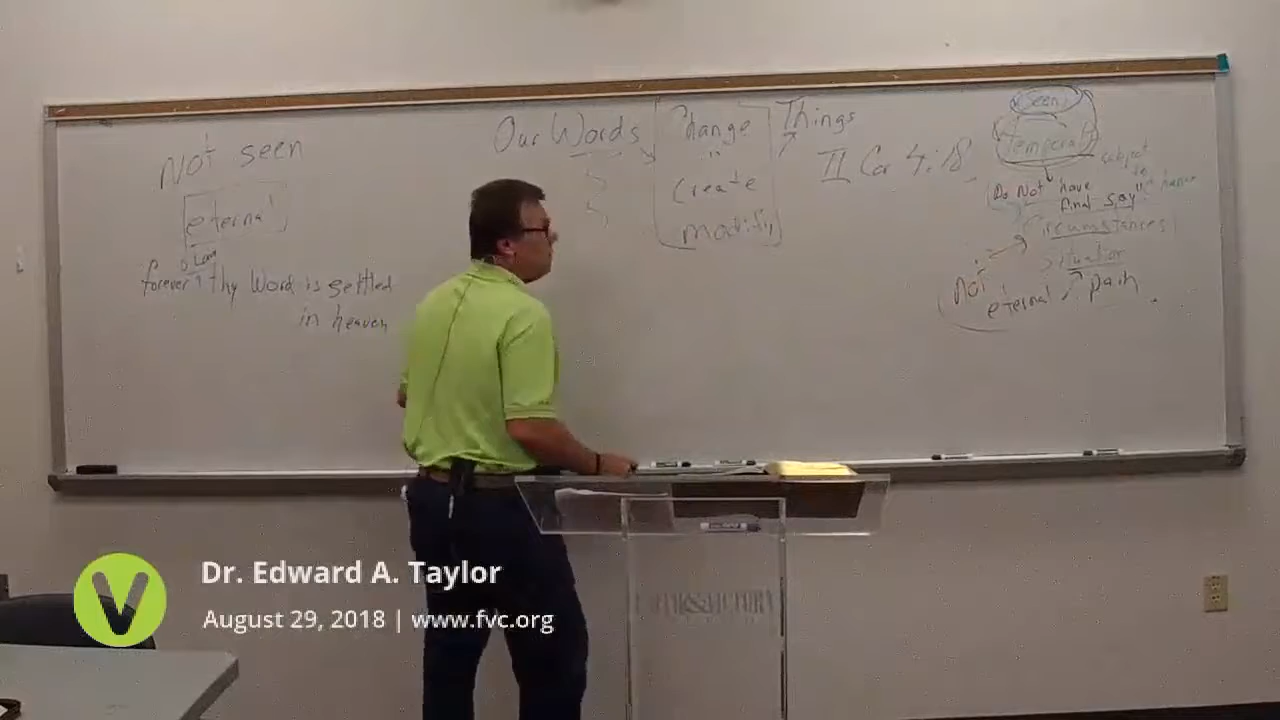 Not seen
eternal
forever thy Word is settled
in heaven
Our Words
Change
create
modify
Things
II Cor 4:18
Seen
temporal
subject
to
Do Not have
final say"
Circumstances
Situation
Not
eternal
pain
Dr. Edward A. Taylor
August 29, 2018 | www.fvc.org